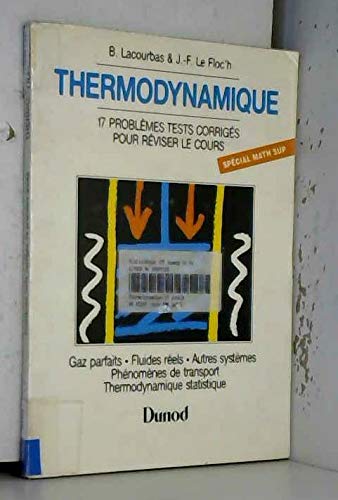 B. Lacourbas & J.-F. Le Floc'h
THERMODYNAMIQUE
17 PROBLÈMES TESTS CORRIGÉS
POUR RÉVISER LE COURS
SPÉCIAL MATH SUP
Gaz parfaits • Fluides réels • Autres systèmes
Phénomènes de transport
Thermodynamique statistique
Dunod